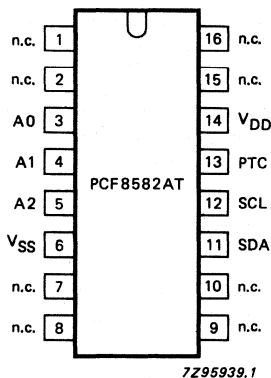 n.c. 1 16 n.c.
n.c. 2 15 n.c.
A0 3 14 VDD
A1 4 13 PTC
PCF8582AT
A2 5 12 SCL
VSS 6 11 SDA
n.c. 7 10 n.c.
n.c. 8 9 n.c.
7Z95939.1